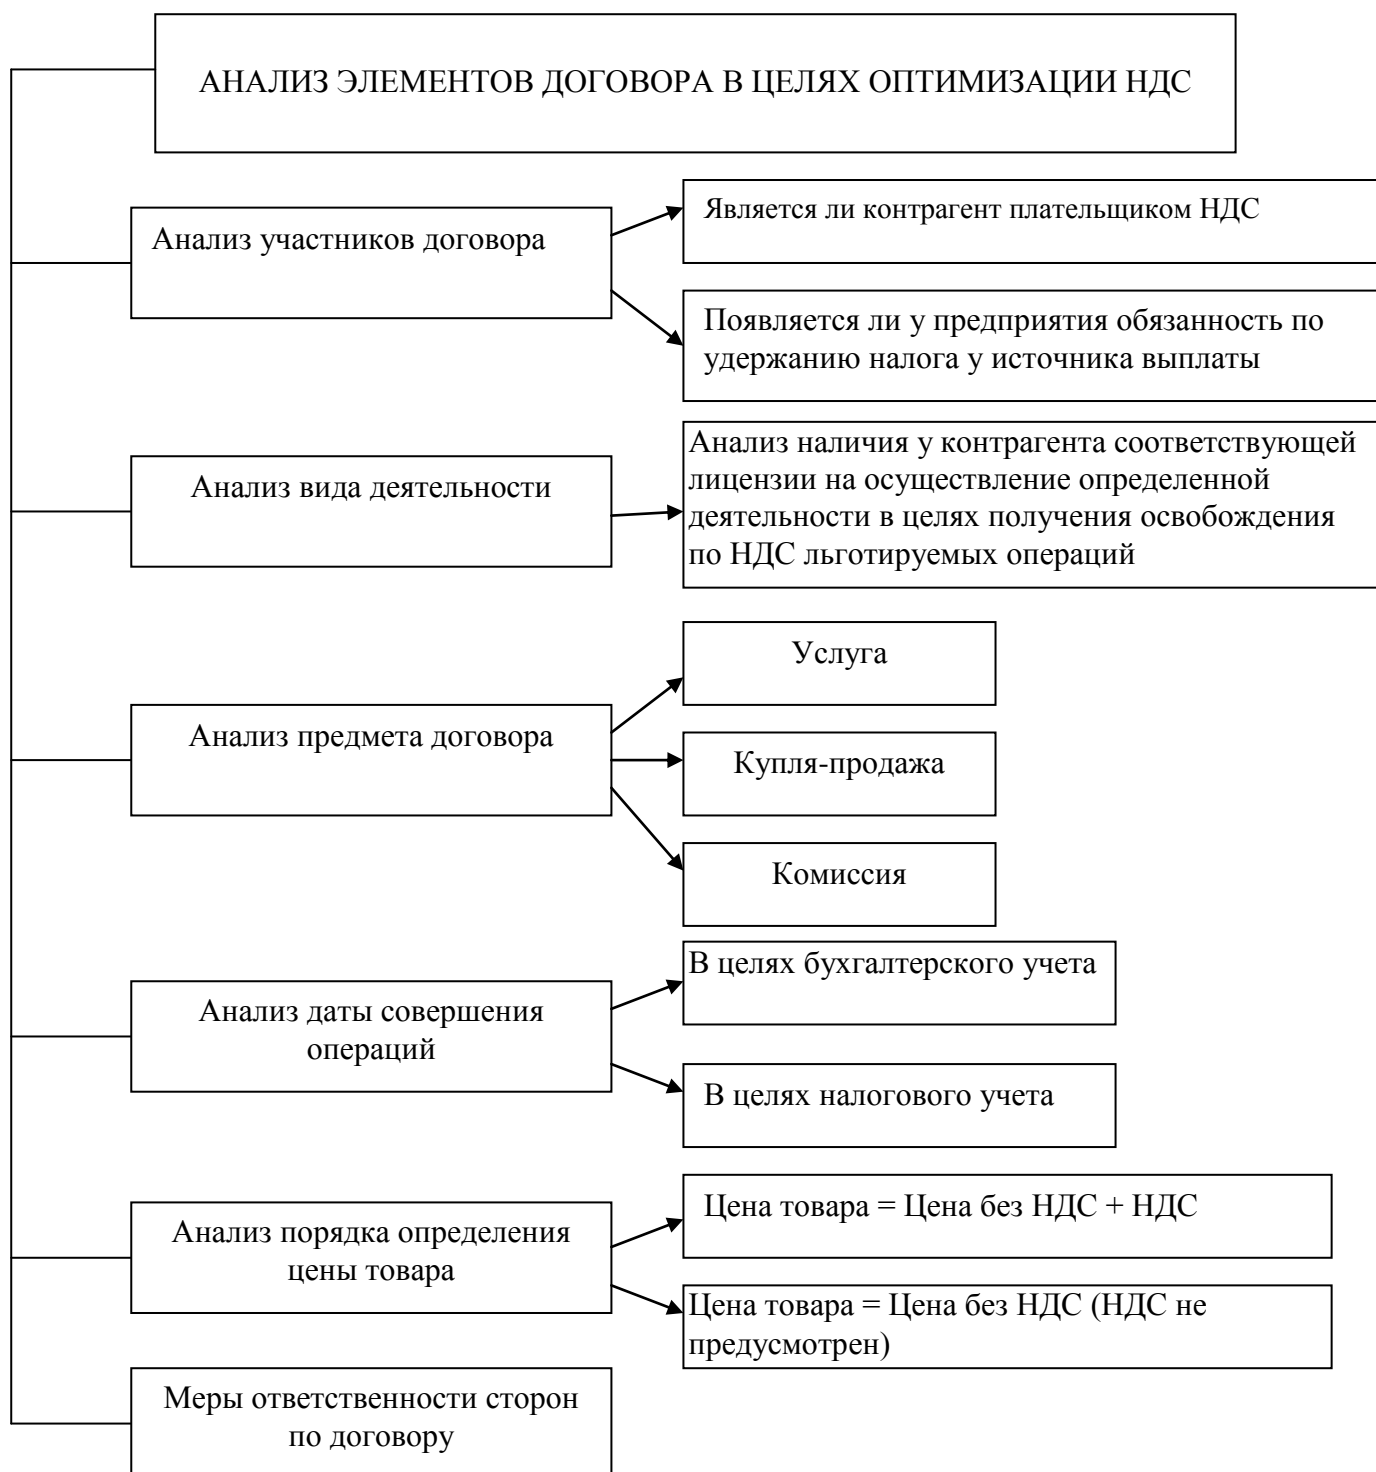 АНАЛИЗ ЭЛЕМЕНТОВ ДОГОВОРА В ЦЕЛЯХ ОПТИМИЗАЦИИ НДС
Анализ участников договора
Является ли контрагент плательщиком НДС
Появляется ли у предприятия обязанность по
удержанию налога у источника выплаты
Анализ вида деятельности
Анализ наличия у контрагента соответствующей
лицензии на осуществление определенной
деятельности в целях получения освобождения
по НДС льготируемых операций
Анализ предмета договора
Услуга
Купля-продажа
Комиссия
Анализ даты совершения
операций
В целях бухгалтерского учета
В целях налогового учета
Анализ порядка определения
цены товара
Цена товара = Цена без НДС + НДС
Цена товара = Цена без НДС (НДС не
предусмотрен)
Меры ответственности сторон
по договору